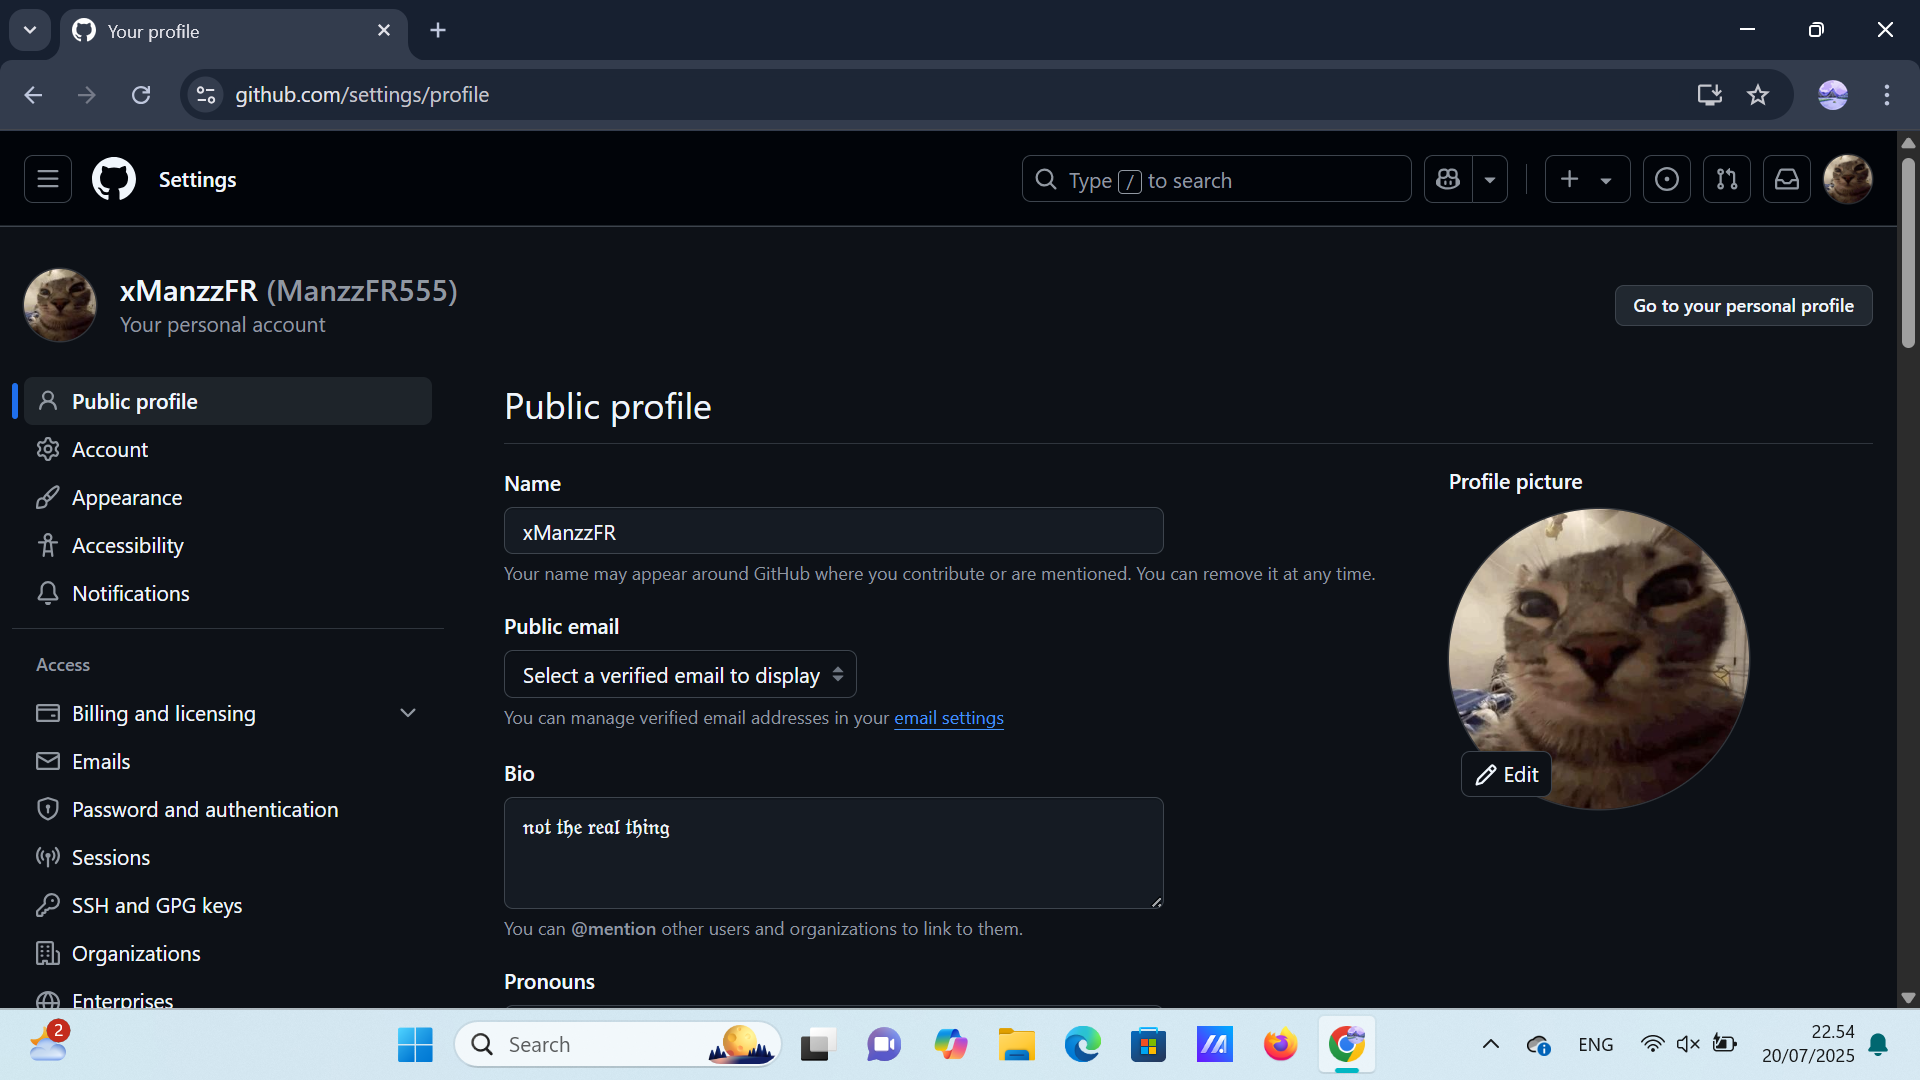 Your profile
github.com/settings/profile
Settings
Type / to search
xManzzFR (ManzzFR555)
Your personal account
Go to your personal profile
Public profile
Account
Appearance
Accessibility
Notifications
Access
Billing and licensing
Emails
Password and authentication
Sessions
SSH and GPG keys
Organizations
Enterprises
Public profile
Name
xManzzFR
Your name may appear around GitHub where you contribute or are mentioned. You can remove it at any time.
Public email
Select a verified email to display
You can manage verified email addresses in your email settings
Bio
𝔫𝔬𝔱 𝔱𝔥𝔢 𝔯𝔢𝔞𝔩 𝔱𝔥𝔦𝔫𝔤
You can @mention other users and organizations to link to them.
Pronouns
Profile picture
Edit
2
Search
ENG
22.54
20/07/2025